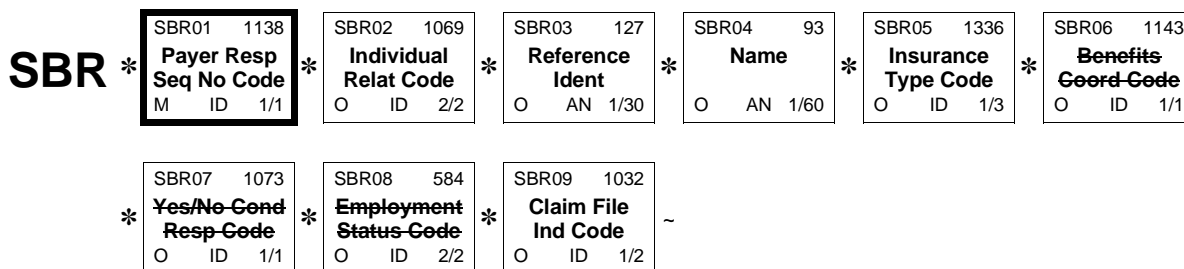 SBR * SBR01 1138 * SBR02 1069 * SBR03 127 * SBR04 93 * SBR05 1336 * SBR06 1143
Payer Resp Individual Reference Name Insurance Benefits
Seq No Code Relat Code Ident Type Code Coord Code
M ID 1/1 O ID 2/2 O AN 1/30 O AN 1/60 O ID 1/3 O ID 1/1
* SBR07 1073 * SBR08 584 * SBR09 1032 ~
Yes/No Cond Employment Claim File
Resp Code Status Code Ind Code
O ID 1/1 O ID 2/2 O ID 1/2